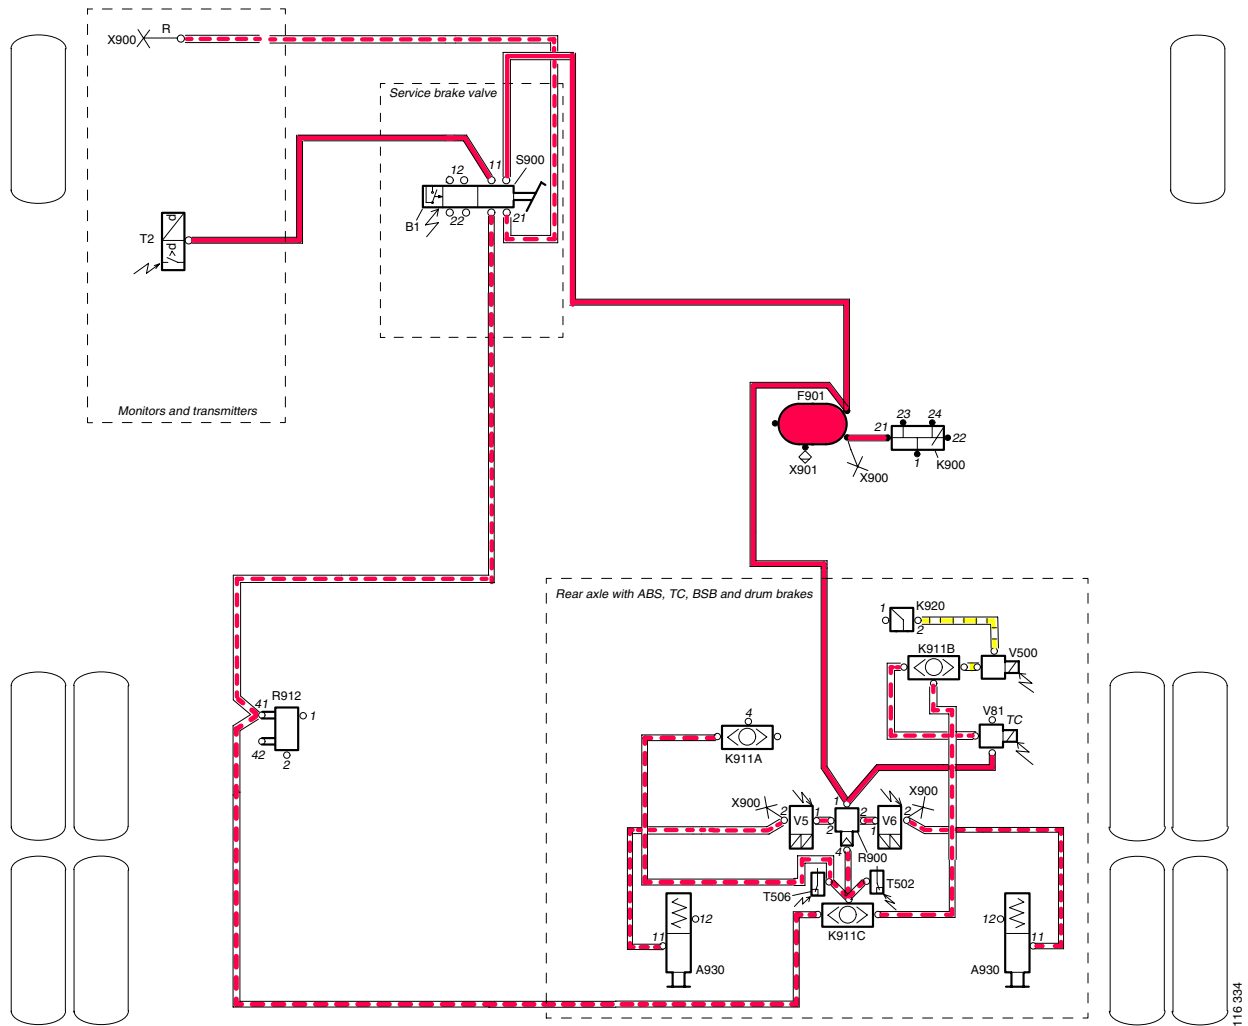 R
X900
Service brake valve
S900
11
12
22
21
B1
T2
p
p</
Monitors and transmitters
F901
23
24
21
22
1
K900
X901
X900
Rear axle with ABS, TC, BSB and drum brakes
1
K920
2
K911B
V500
V81
TC
41
R912
1
42
2
4
K911A
X900
2
V5
1
1
2
2
1
V6
2
X900
R900
4
T506
T502
K911C
12
11
A930
12
11
A930
116 334